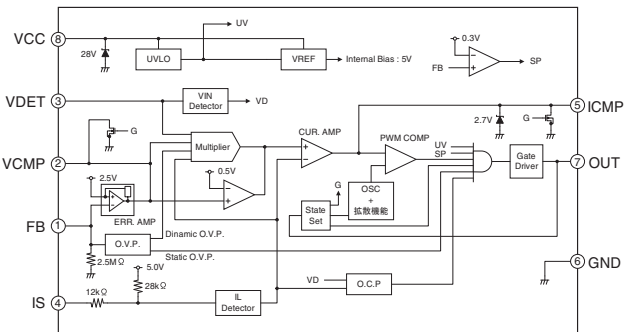 UV
VCC
8
28V
UVLO
VREF
Internal Bias : 5V
0.3V
FB
SP
VDET
3
VIN
Detector
VD
5
ICMP
2.7V
G
G
VCMP
2
Multiplier
CUR. AMP
PWM COMP
UV
SP
Gate
Driver
7
OUT
0.5V
2.5V
ERR. AMP
G
OSC
+
拡散機能
State
Set
FB
1
O.V.P.
Dinamic O.V.P.
Static O.V.P.
2.5MΩ
5.0V
28kΩ
6
GND
VD
O.C.P
IS
4
12kΩ
IL
Detector